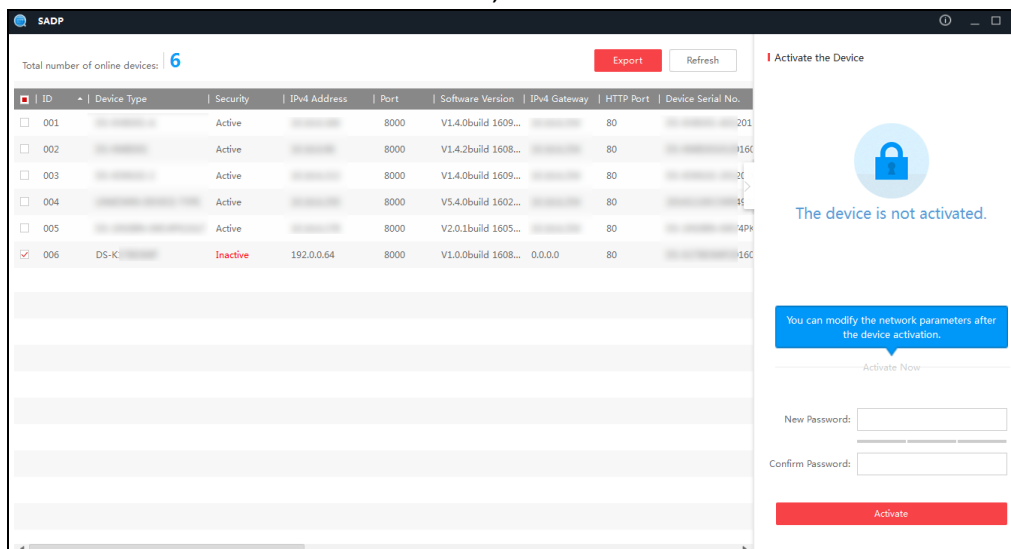 SADP
Total number of online devices: 6
Export
Refresh
ID Device Type Security IPv4 Address Port Software Version IPv4 Gateway HTTP Port Device Serial No.
001 Active 8000 V1.4.0build 1609... 80 201
002 Active 8000 V1.4.2build 1608... 80 160
003 Active 8000 V1.4.0build 1609... 80
004 Active 8000 V5.4.0build 1602... 80
005 Active 8000 V2.0.1build 1605... 80 4PK
006 DS-K Inactive 192.0.0.64 8000 V1.0.0build 1608... 0.0.0.0 80 160
Activate the Device
The device is not activated.
You can modify the network parameters after
the device activation.
Activate Now
New Password:
Confirm Password:
Activate